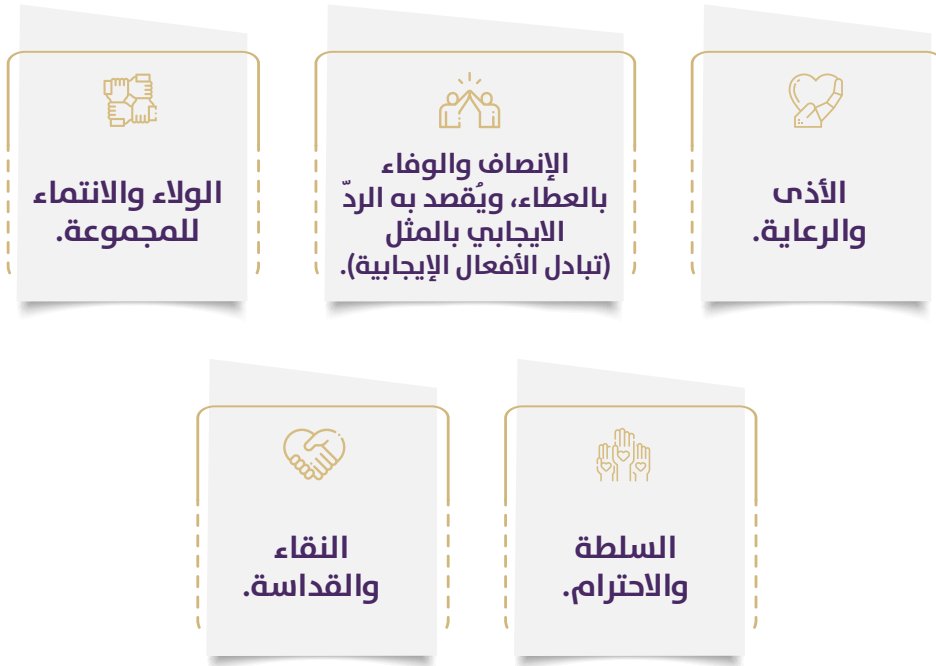 الأذى
والرعاية.
الإنصاف والوفاء
بالعطاء، ويُقصد به الردّ
الايجابي بالمثل
(تبادل الأفعال الإيجابية).
الولاء والانتماء
للمجموعة.
السلطة
والاحترام.
النقاء
والقداسة.